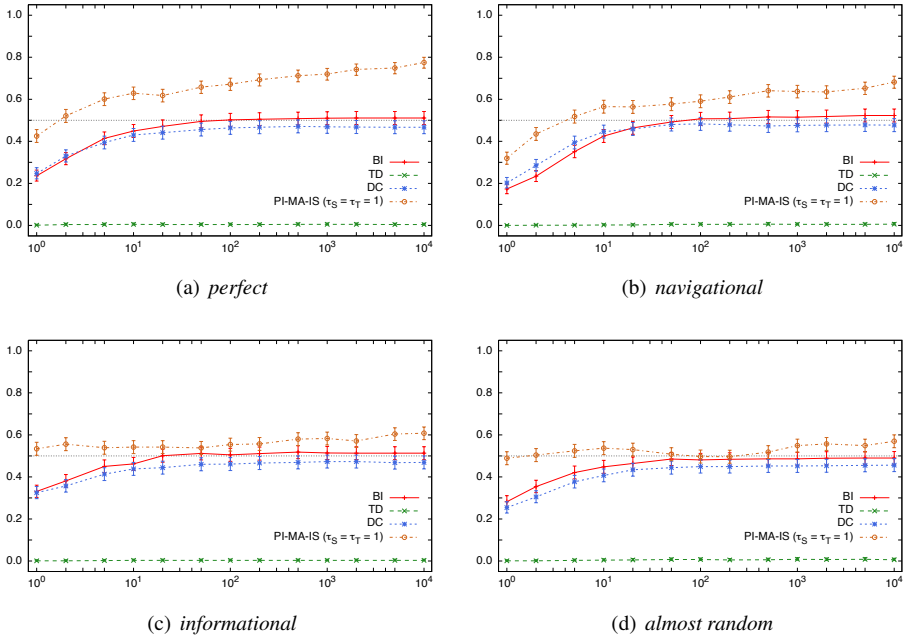 1.0
0.8
0.6
0.4
0.2
0.0
BI
TD
DC
PI-MA-IS (τS = τT = 1)
10^0 10^1 10^2 10^3 10^4
(a) perfect
1.0
0.8
0.6
0.4
0.2
0.0
BI
TD
DC
PI-MA-IS (τS = τT = 1)
10^0 10^1 10^2 10^3 10^4
(b) navigational
1.0
0.8
0.6
0.4
0.2
0.0
BI
TD
DC
PI-MA-IS (τS = τT = 1)
10^0 10^1 10^2 10^3 10^4
(c) informational
1.0
0.8
0.6
0.4
0.2
0.0
BI
TD
DC
PI-MA-IS (τS = τT = 1)
10^0 10^1 10^2 10^3 10^4
(d) almost random